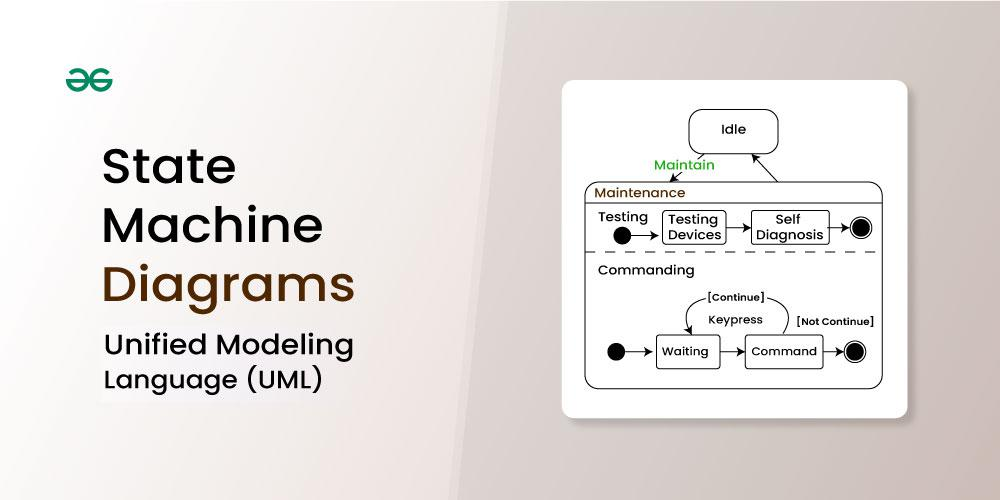 State
Machine
Diagrams
Unified Modeling
Language (UML)
Idle
Maintain
Maintenance
Testing
Testing
Devices
Self
Diagnosis
Commanding
[Continue]
Keypress
[Not Continue]
Waiting
Command